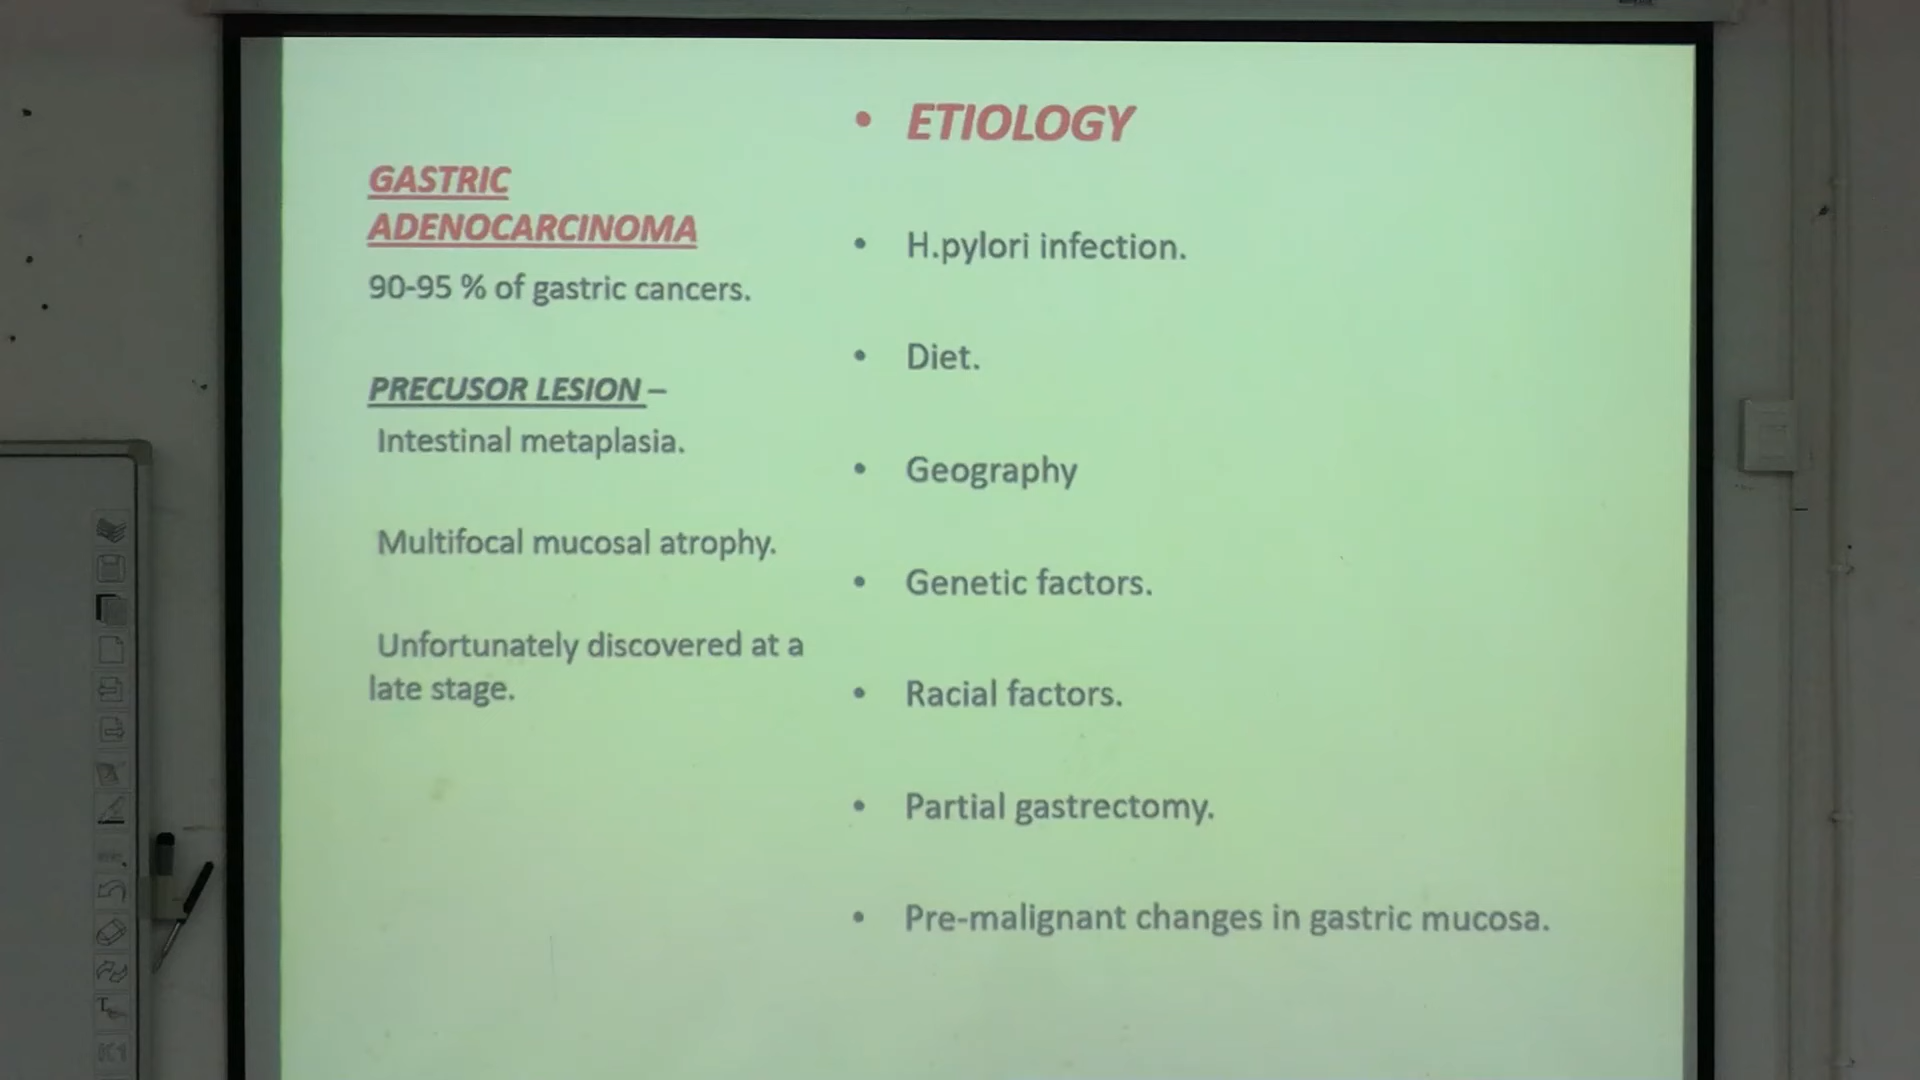 GASTRIC
ADENOCARCINOMA
90-95 % of gastric cancers.
PRECUSOR LESION –
Intestinal metaplasia.
Multifocal mucosal atrophy.
Unfortunately discovered at a
late stage.
• ETIOLOGY
• H.pylori infection.
• Diet.
• Geography
• Genetic factors.
• Racial factors.
• Partial gastrectomy.
• Pre-malignant changes in gastric mucosa.
K1